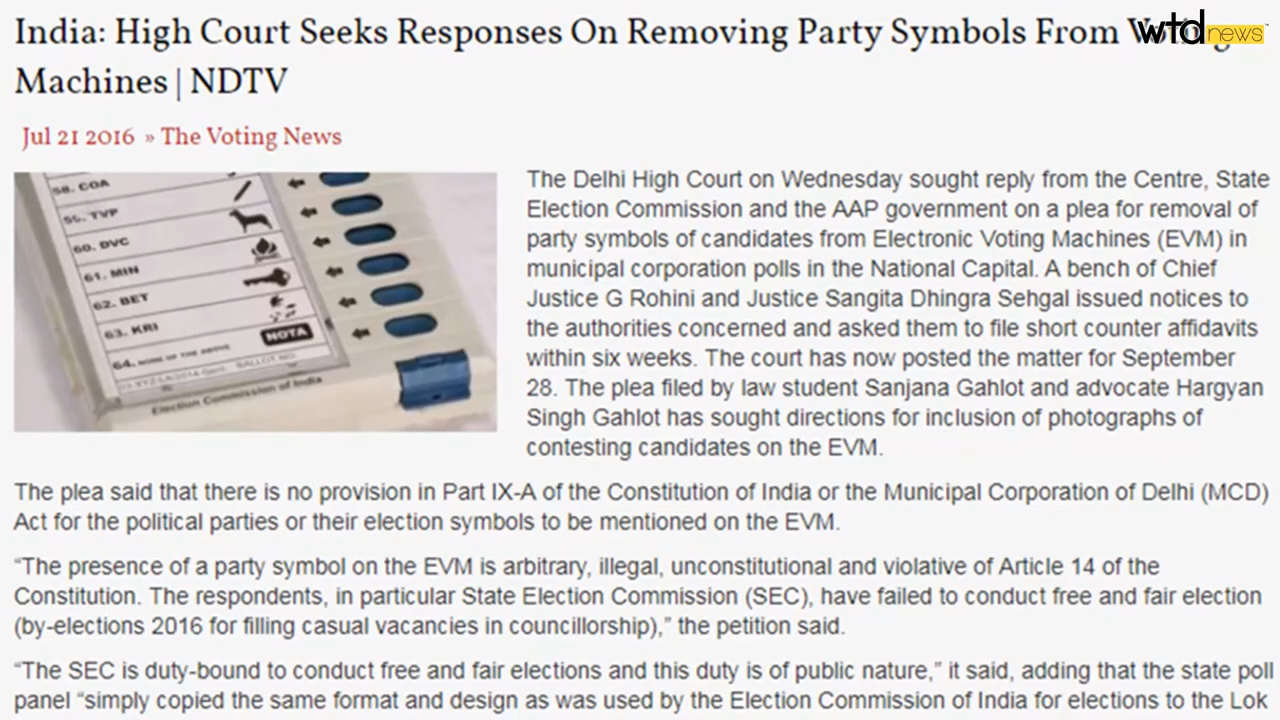 India: High Court Seeks Responses On Removing Party Symbols From
wtd news
Machines | NDTV
Jul 21 2016 » The Voting News
58. COA
60. DVC
61. MIN
62. BET
63. KRI
64. NONE OF THE ABOVE
NOTA
BALLOT NO.
Election Commission of India
The Delhi High Court on Wednesday sought reply from the Centre, State
Election Commission and the AAP government on a plea for removal of
party symbols of candidates from Electronic Voting Machines (EVM) in
municipal corporation polls in the National Capital. A bench of Chief
Justice G Rohini and Justice Sangita Dhingra Sehgal issued notices to
the authorities concerned and asked them to file short counter affidavits
within six weeks. The court has now posted the matter for September
28. The plea filed by law student Sanjana Gahlot and advocate Hargyan
Singh Gahlot has sought directions for inclusion of photographs of
contesting candidates on the EVM.
The plea said that there is no provision in Part IX-A of the Constitution of India or the Municipal Corporation of Delhi (MCD)
Act for the political parties or their election symbols to be mentioned on the EVM.
“The presence of a party symbol on the EVM is arbitrary, illegal, unconstitutional and violative of Article 14 of the
Constitution. The respondents, in particular State Election Commission (SEC), have failed to conduct free and fair election
(by-elections 2016 for filling casual vacancies in councillorship),” the petition said.
“The SEC is duty-bound to conduct free and fair elections and this duty is of public nature,” it said, adding that the state poll
panel “simply copied the same format and design as was used by the Election Commission of India for elections to the Lok